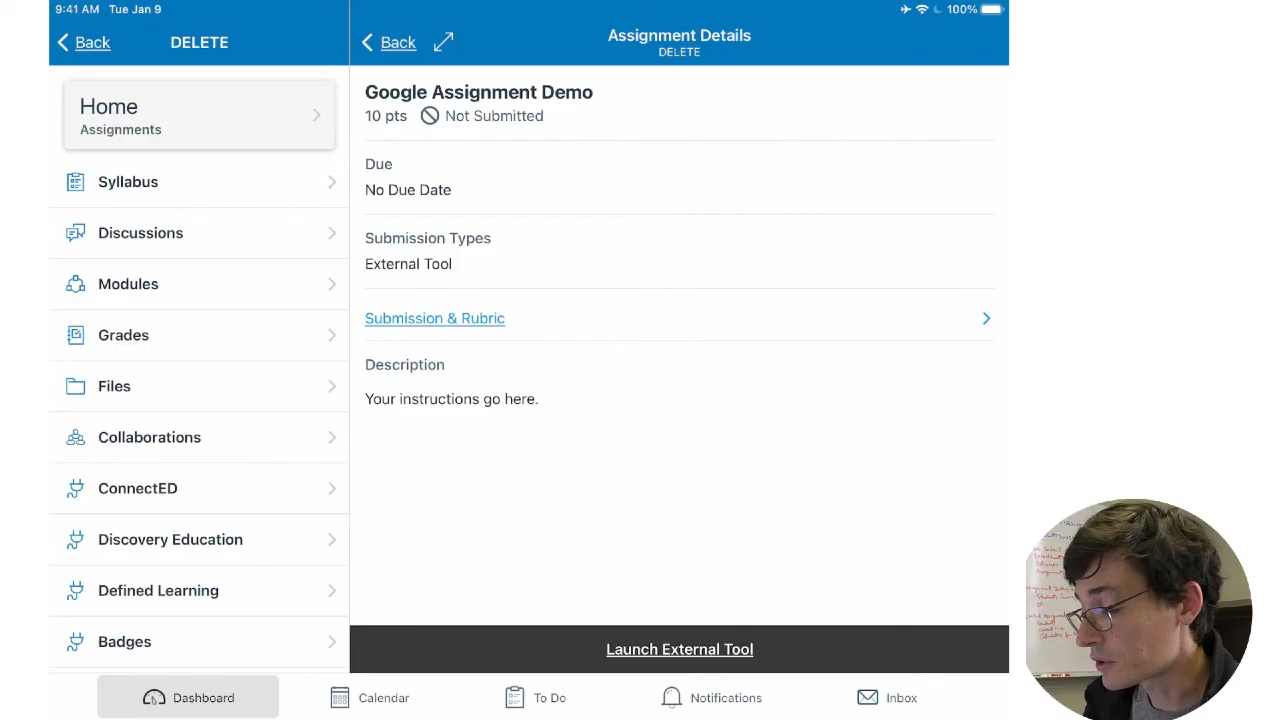 9:41 AM Tue Jan 9
100%
Back
DELETE
Back
Assignment Details
DELETE
Home
Assignments
Syllabus
Discussions
Modules
Grades
Files
Collaborations
ConnectED
Discovery Education
Defined Learning
Badges
Google Assignment Demo
10 pts Not Submitted
Due
No Due Date
Submission Types
External Tool
Submission & Rubric
Description
Your instructions go here.
Launch External Tool
Dashboard
Calendar
To Do
Notifications
Inbox